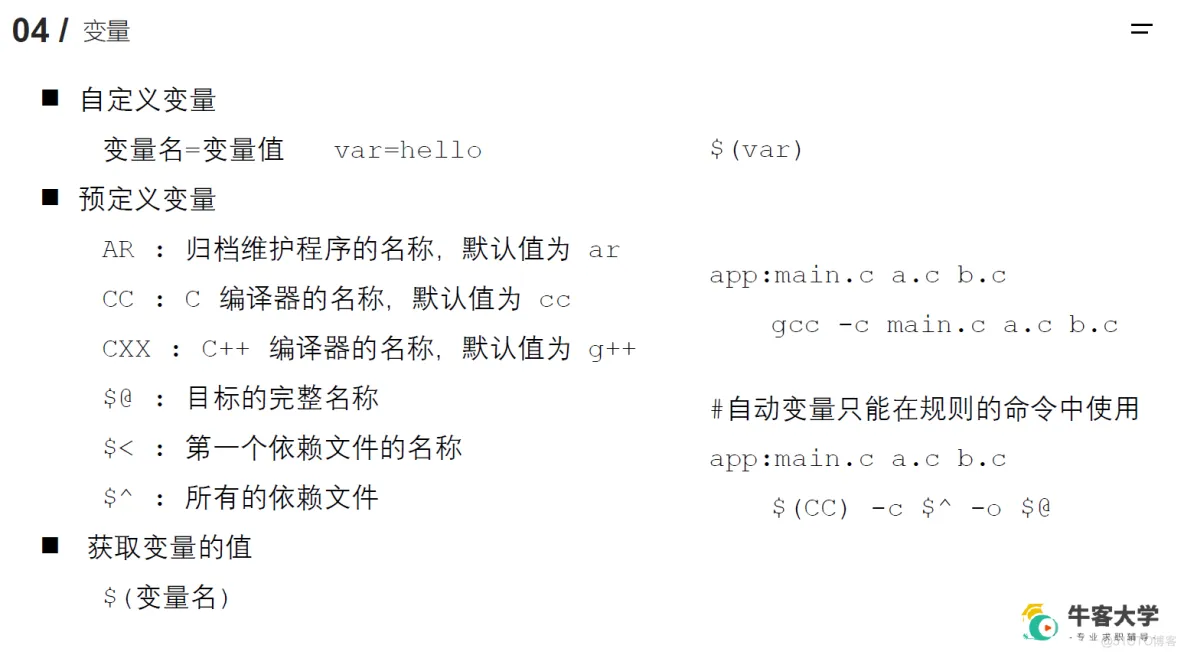 04 / 变量
■ 自定义变量
变量名=变量值 var=hello
■ 预定义变量
AR : 归档维护程序的名称, 默认值为 ar
CC : C 编译器的名称, 默认值为 cc
CXX : C++ 编译器的名称, 默认值为 g++
$@ : 目标的完整名称
$< : 第一个依赖文件的名称
$^ : 所有的依赖文件
■ 获取变量的值
$(变量名)
$(var)
app:main.c a.c b.c
gcc -c main.c a.c b.c
#自动变量只能在规则的命令中使用
app:main.c a.c b.c
$(CC) -c $^ -o $@
牛客大学
-专业求职辅导-
@51CTO博客